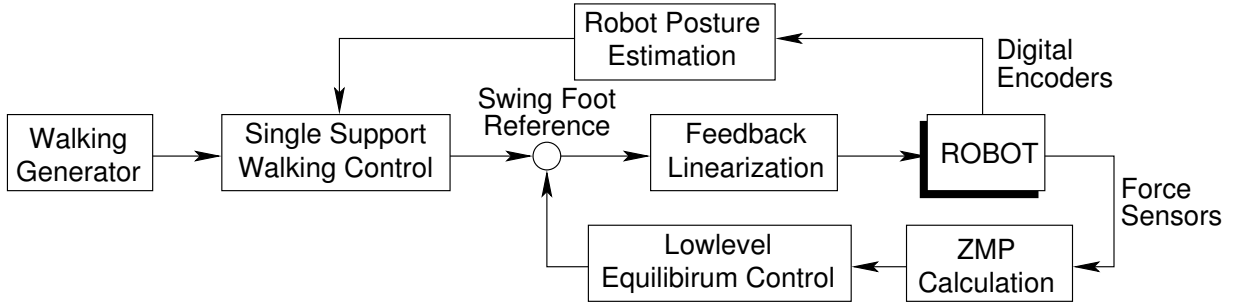 Robot Posture
Estimation
Digital
Encoders
Swing Foot
Reference
Walking
Generator
Single Support
Walking Control
Feedback
Linearization
ROBOT
Force
Sensors
Lowlevel
Equilibirum Control
ZMP
Calculation